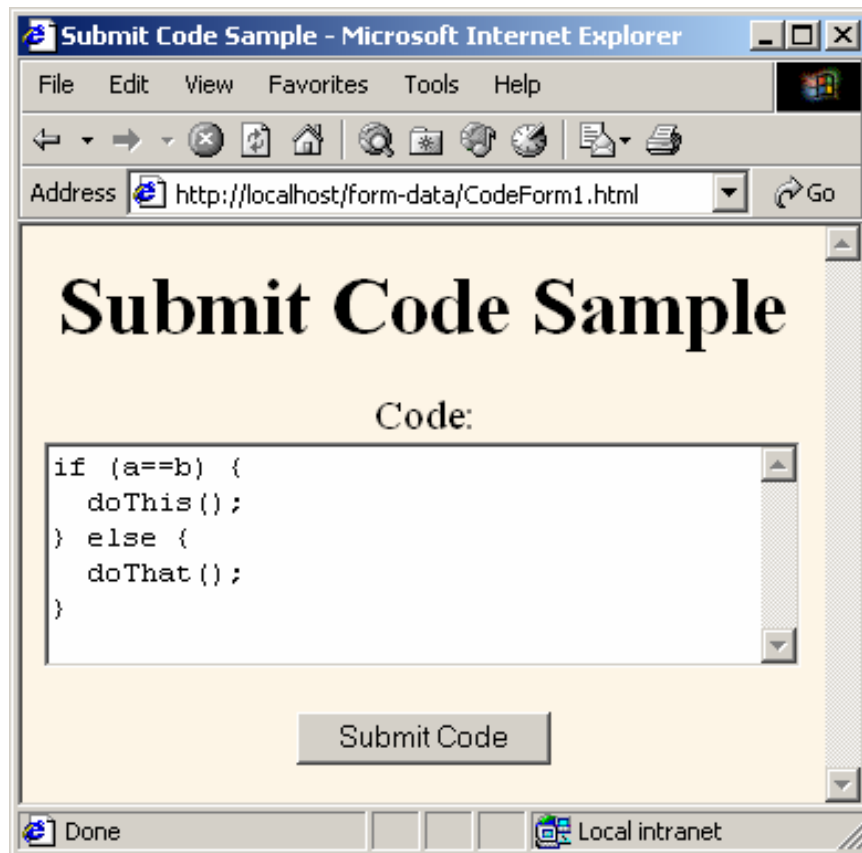 Submit Code Sample - Microsoft Internet Explorer
File Edit View Favorites Tools Help
Address http://localhost/form-data/CodeForm1.html Go
Submit Code Sample
Code:
if (a==b) {
  doThis();
} else {
  doThat();
}
Submit Code
Done Local intranet